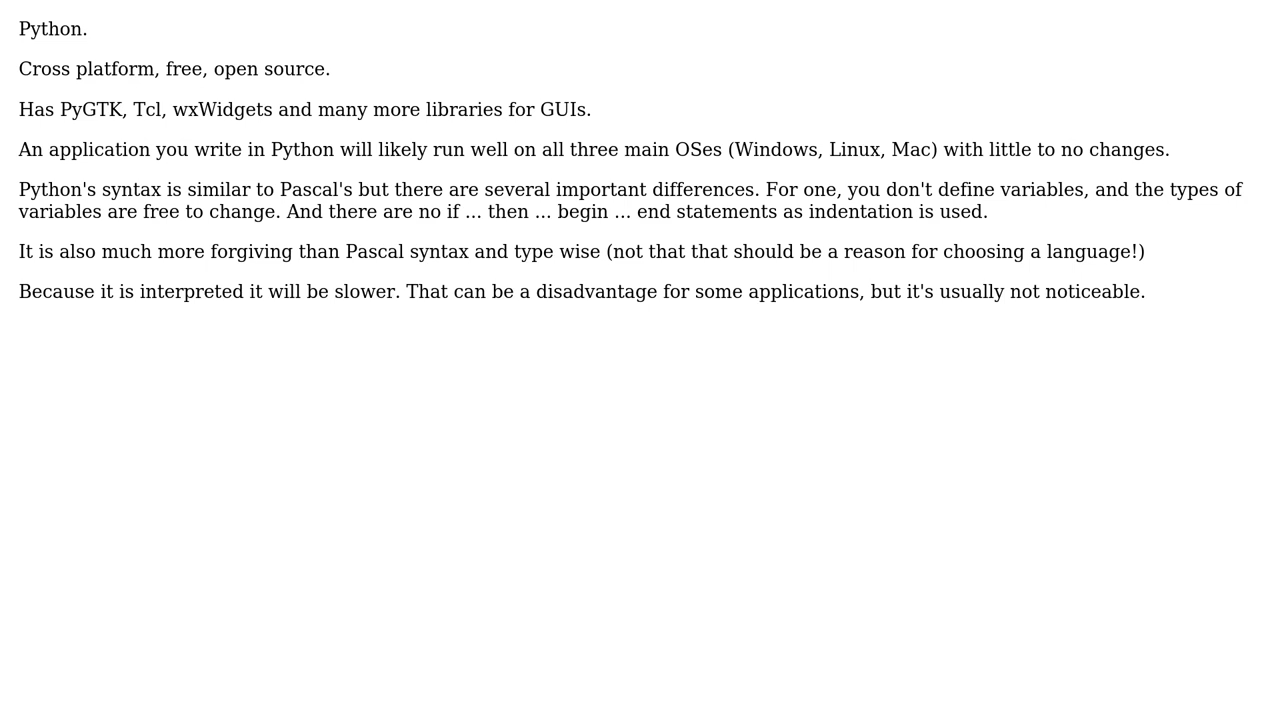 Python.
Cross platform, free, open source.
Has PyGTK, Tcl, wxWidgets and many more libraries for GUIs.
An application you write in Python will likely run well on all three main OSes (Windows, Linux, Mac) with little to no changes.
Python's syntax is similar to Pascal's but there are several important differences. For one, you don't define variables, and the types of
variables are free to change. And there are no if ... then ... begin ... end statements as indentation is used.
It is also much more forgiving than Pascal syntax and type wise (not that that should be a reason for choosing a language!)
Because it is interpreted it will be slower. That can be a disadvantage for some applications, but it's usually not noticeable.